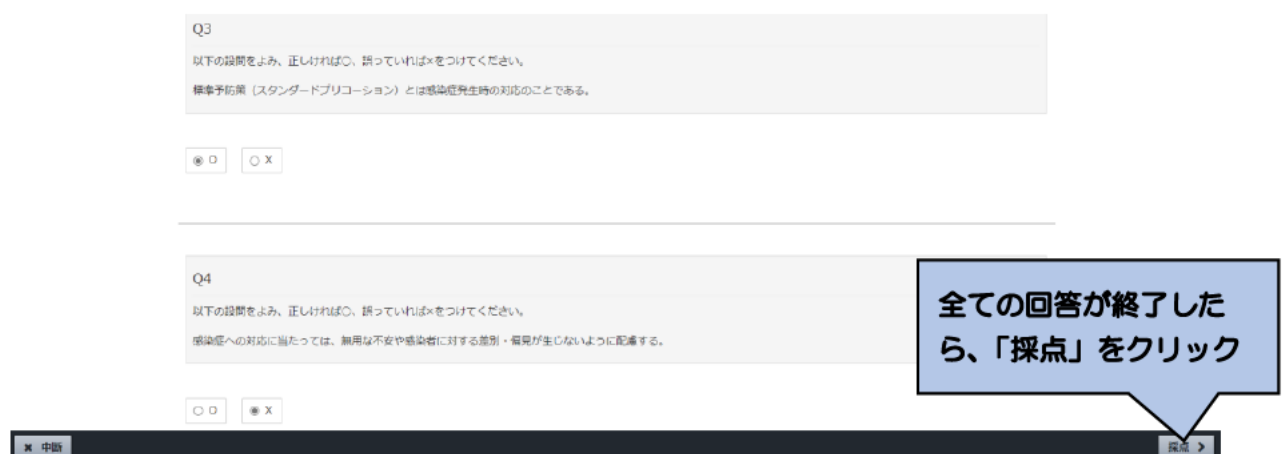 Q3
以下の設問をよみ、正しければ○、誤っていれば×をつけてください。
標準予防策（スタンダードプリコーション）とは感染症発生時の対応のことである。
○ X
Q4
以下の設問をよみ、正しければ○、誤っていれば×をつけてください。
感染症への対応に当たっては、無用な不安や感染者に対する差別・偏見が生じないように配慮する。
○ X
全ての回答が終了した
ら、「採点」をクリック
× 中断
採点 >